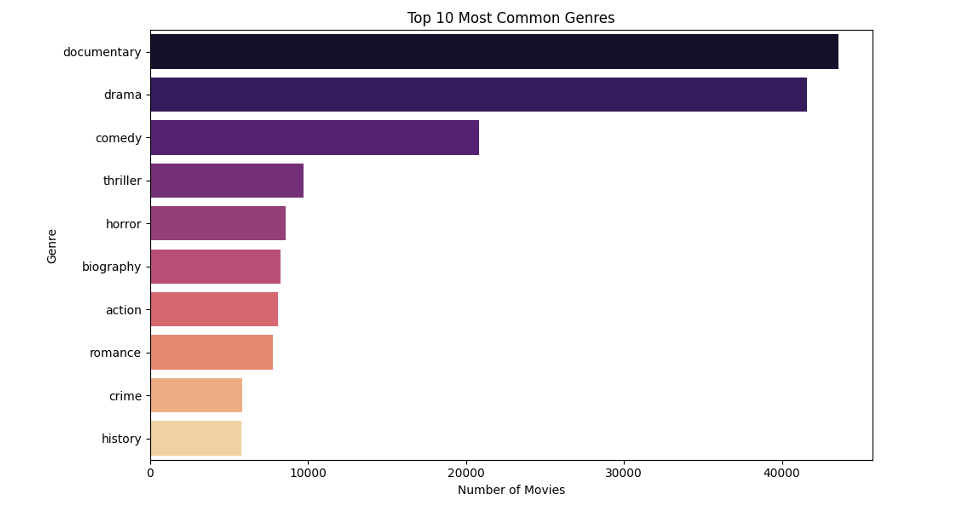 Top 10 Most Common Genres
documentary
drama
comedy
thriller
horror
biography
action
romance
crime
history
Genre
0 10000 20000 30000 40000
Number of Movies